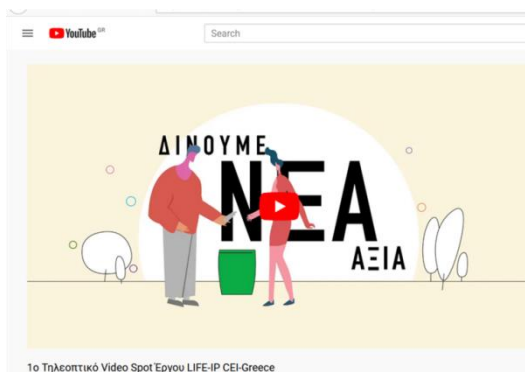 YouTube GR
Search
ΔΙΝΟΥΜΕ
ΝΕΑ
ΑΞΙΑ
1ο Τηλεοπτικό Video Spot Έργου LIFE-IP CEI-Greece